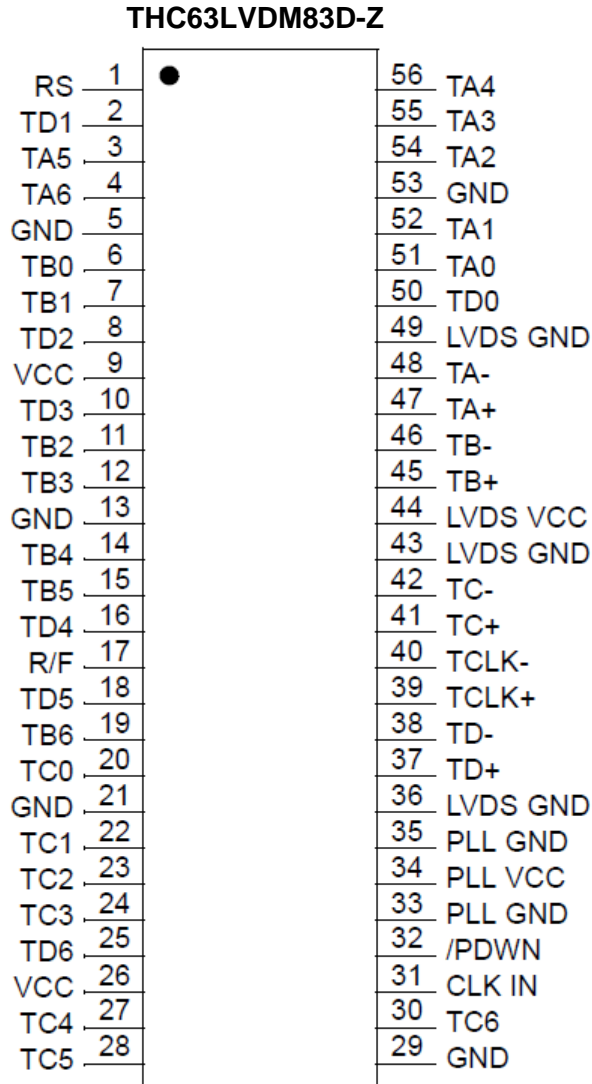 THC63LVDM83D-Z
RS 1 56 TA4
TD1 2 55 TA3
TA5 3 54 TA2
TA6 4 53 GND
GND 5 52 TA1
TB0 6 51 TA0
TB1 7 50 TD0
TD2 8 49 LVDS GND
VCC 9 48 TA-
TD3 10 47 TA+
TB2 11 46 TB-
TB3 12 45 TB+
GND 13 44 LVDS VCC
TB4 14 43 LVDS GND
TB5 15 42 TC-
TD4 16 41 TC+
R/F 17 40 TCLK-
TD5 18 39 TCLK+
TB6 19 38 TD-
TC0 20 37 TD+
GND 21 36 LVDS GND
TC1 22 35 PLL GND
TC2 23 34 PLL VCC
TC3 24 33 PLL GND
TD6 25 32 /PDWN
VCC 26 31 CLK IN
TC4 27 30 TC6
TC5 28 29 GND